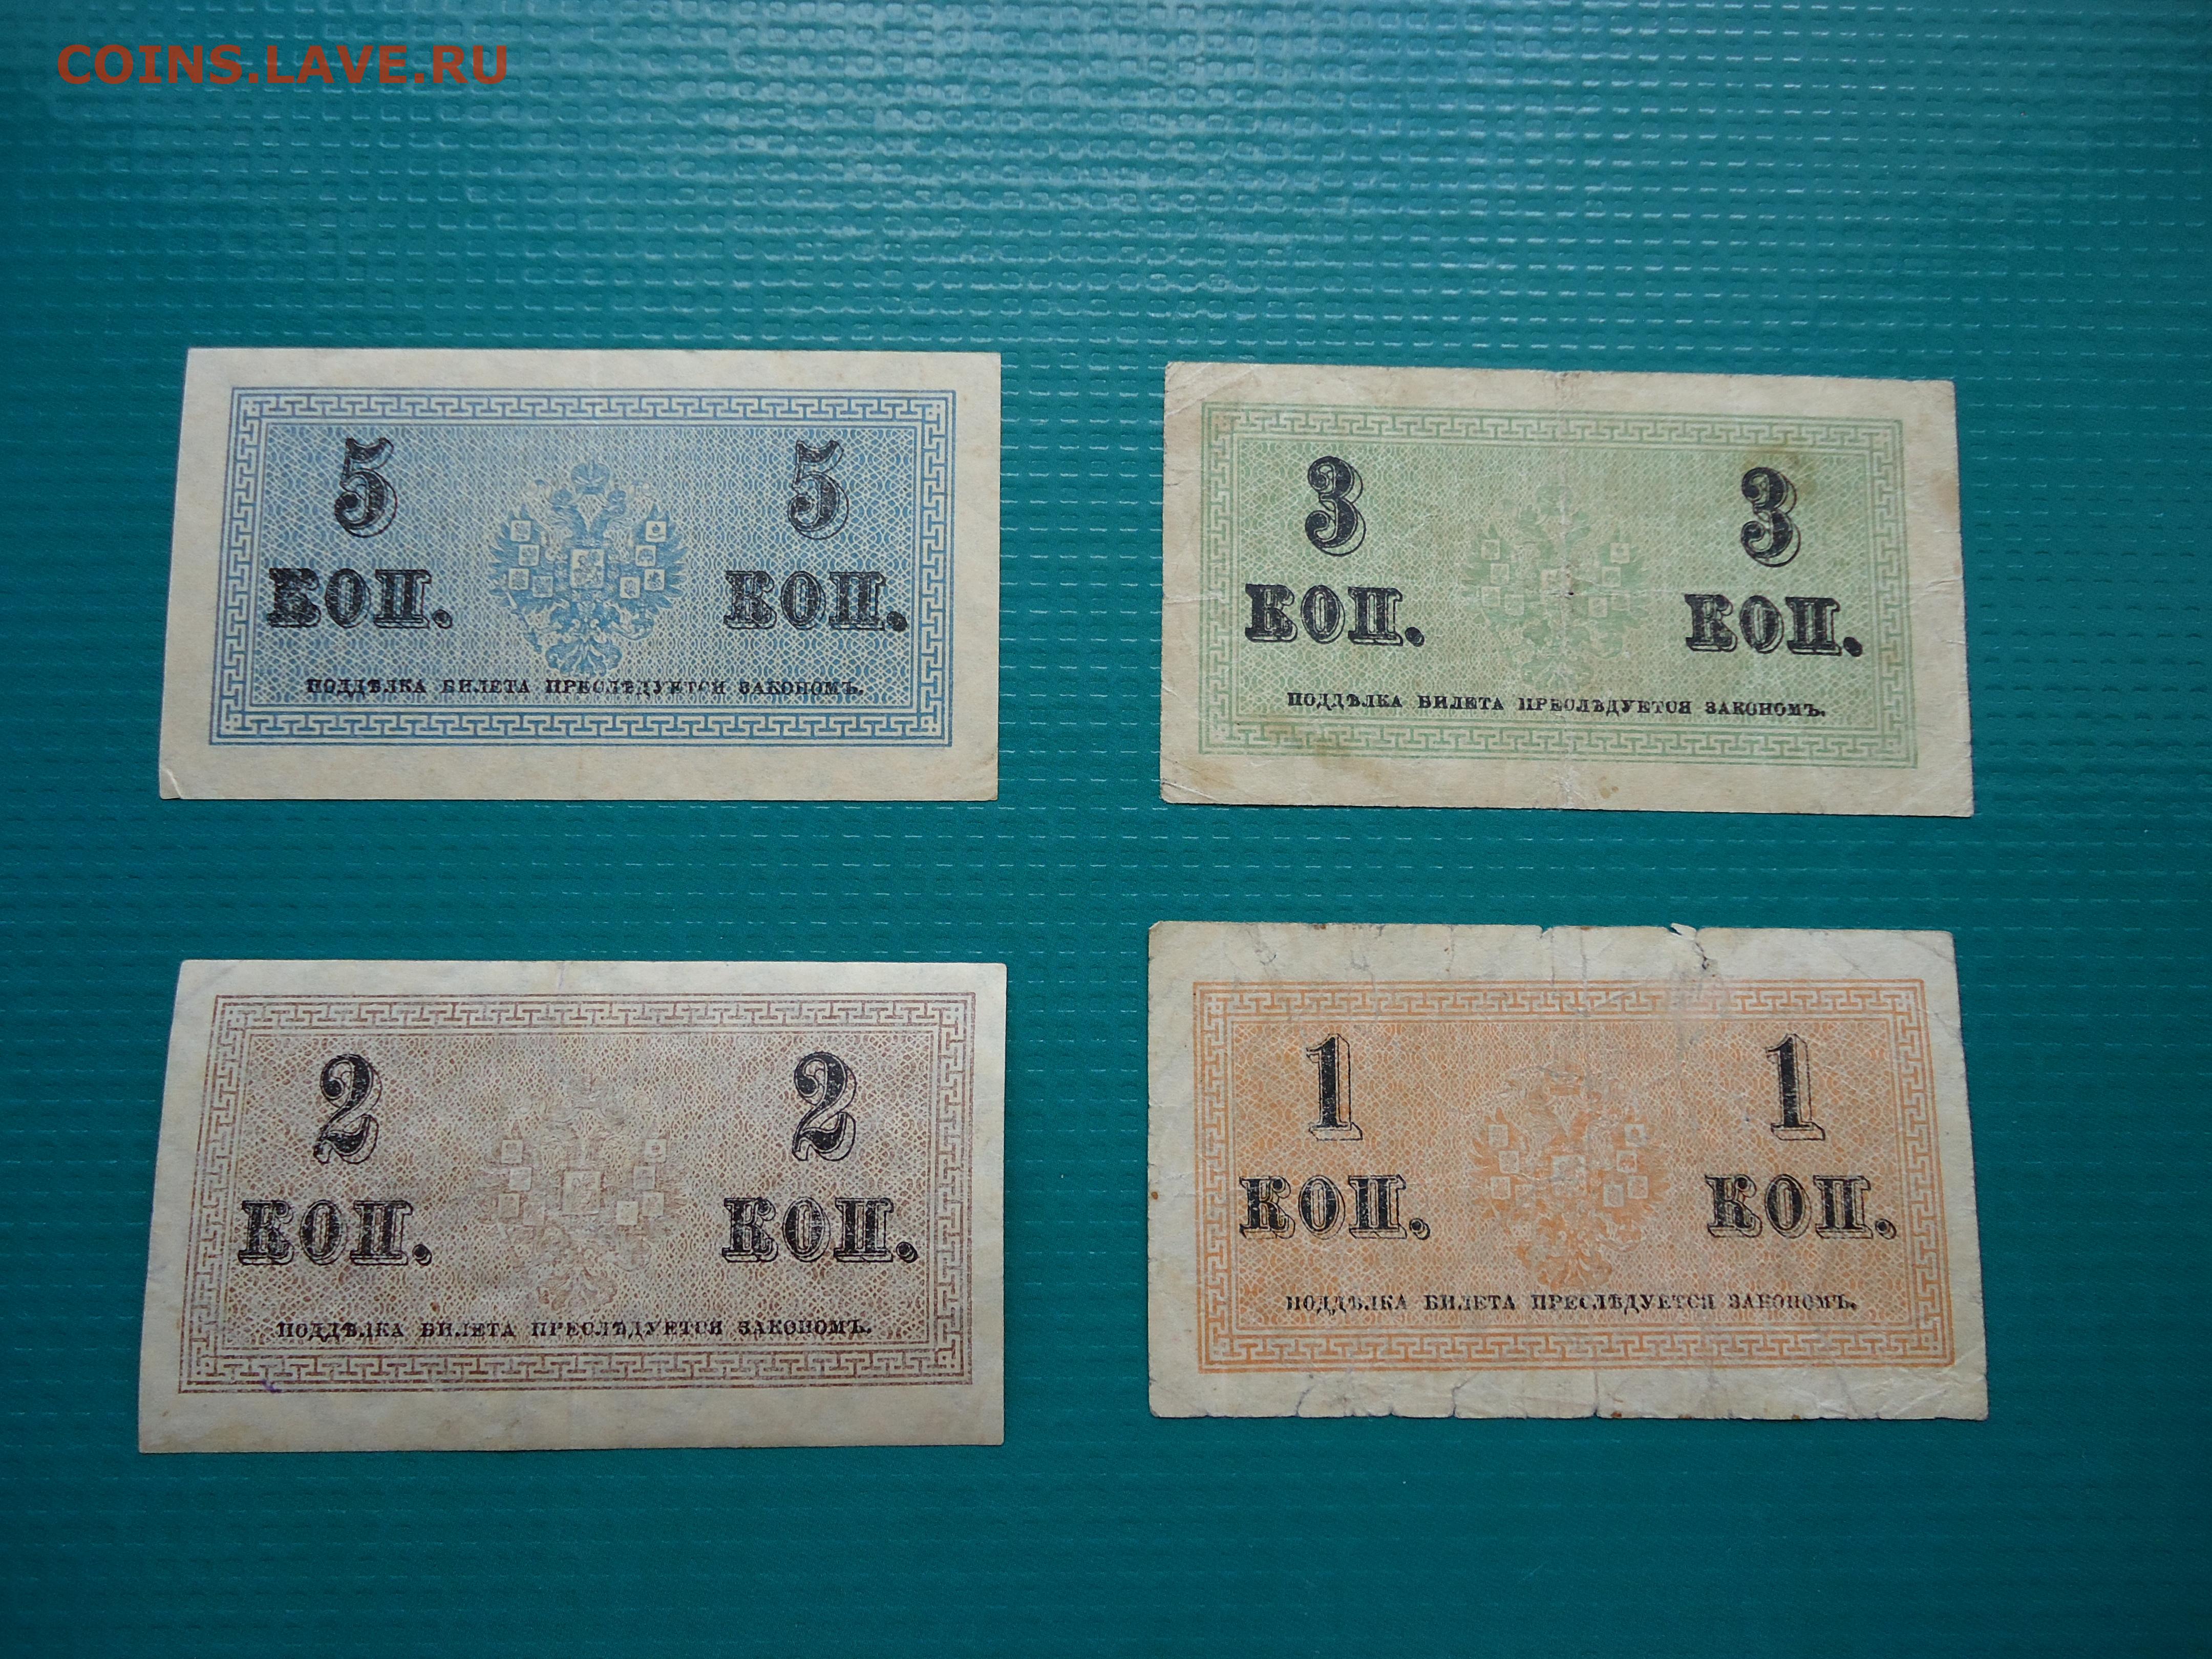 COINS.LAVE.RU
5 5
КОП. КОП.
ПОДДѢЛКА БИЛЕТА ПРЕСЛѢДУЕТСЯ ЗАКОНОМЪ.
3 3
КОП. КОП.
ПОДДѢЛКА БИЛЕТА ПРЕСЛѢДУЕТСЯ ЗАКОНОМЪ.
2 2
КОП. КОП.
ПОДДѢЛКА БИЛЕТА ПРЕСЛѢДУЕТСЯ ЗАКОНОМЪ.
1 1
КОП. КОП.
ПОДДѢЛКА БИЛЕТА ПРЕСЛѢДУЕТСЯ ЗАКОНОМЪ.